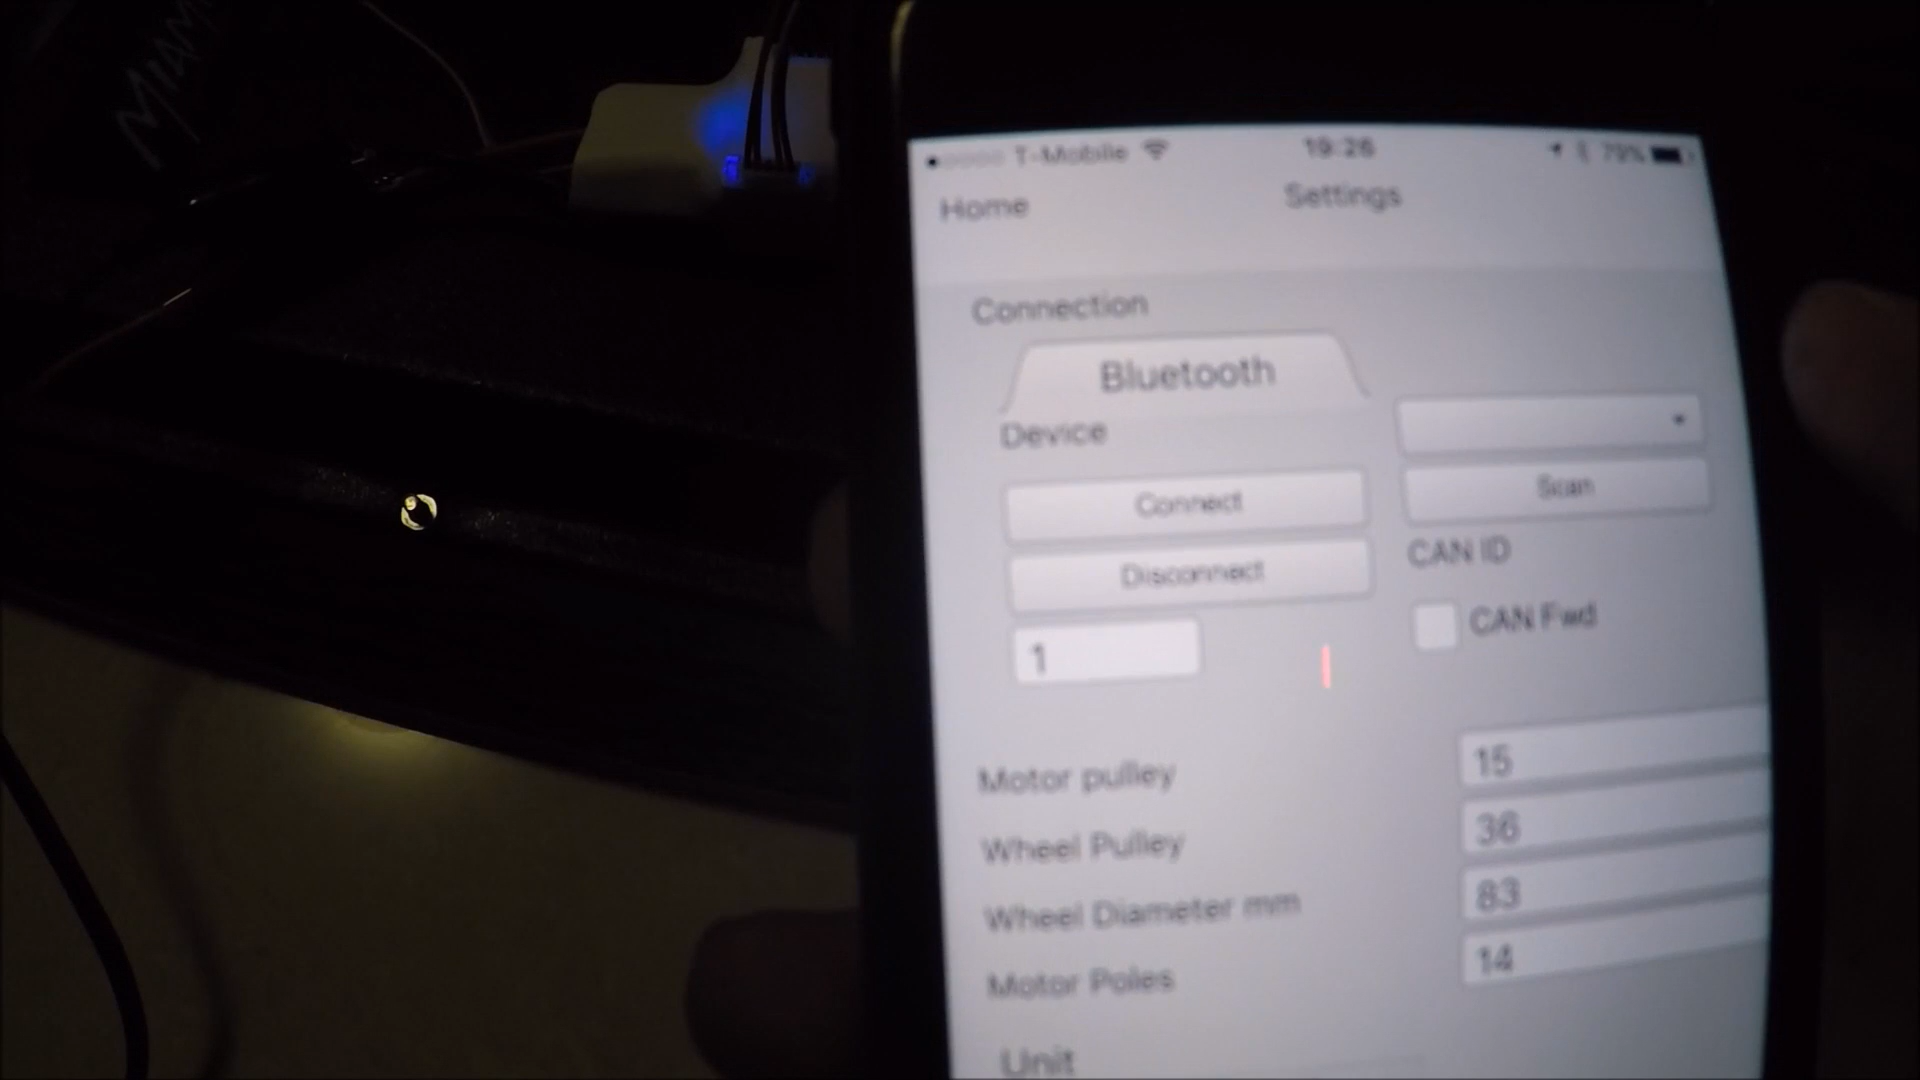 MIAMI
T-Mobile 19:26 79%
Home Settings
Connection
Bluetooth
Device
Connect
Scan
Disconnect
CAN ID
1
CAN Fwd
Motor pulley 15
Wheel Pulley 36
Wheel Diameter mm 83
Motor Poles 14
Unit